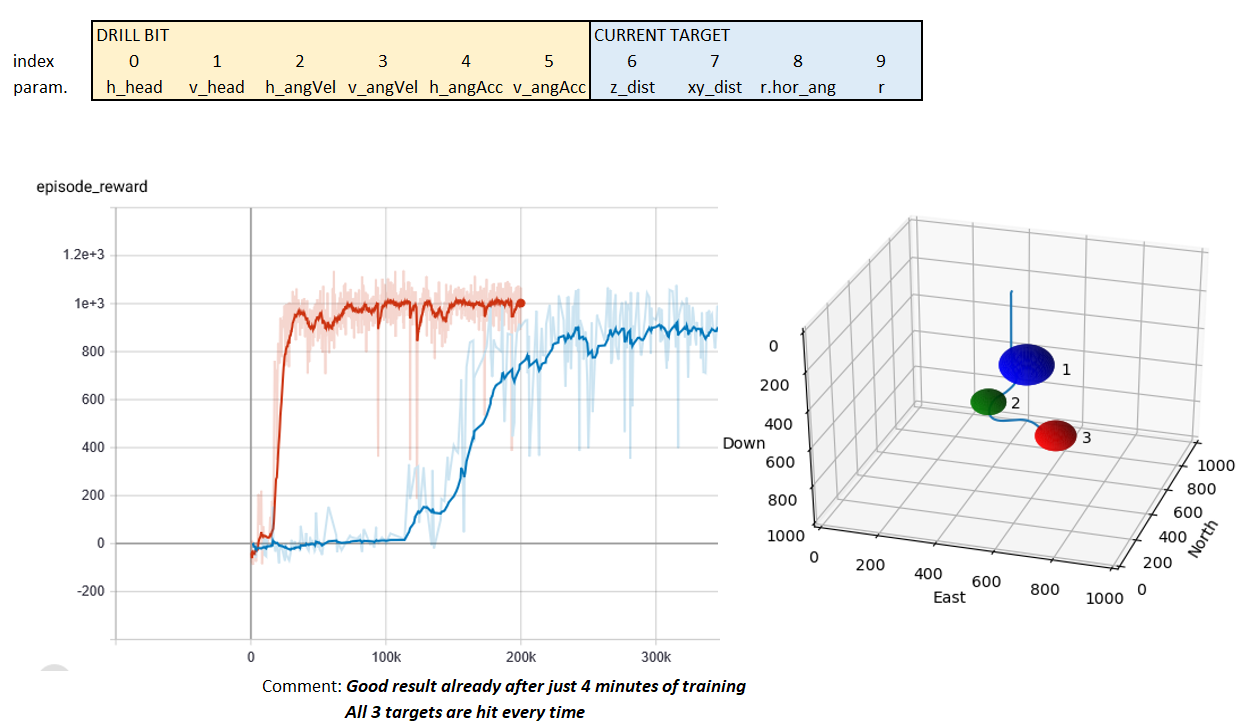 DRILL BIT CURRENT TARGET
index 0 1 2 3 4 5 6 7 8 9
param. h_head v_head h_angVel v_angVel h_angAcc v_angAcc z_dist xy_dist r.hor_ang r
episode_reward
1.2e+3
1e+3
800
600
400
200
0
-200
0 100k 200k 300k
1
2
3
Down
0
200
400
600
800
1000
0
200
400
600
800
1000
East
0
200
400
600
800
1000
North
Comment: Good result already after just 4 minutes of training
All 3 targets are hit every time